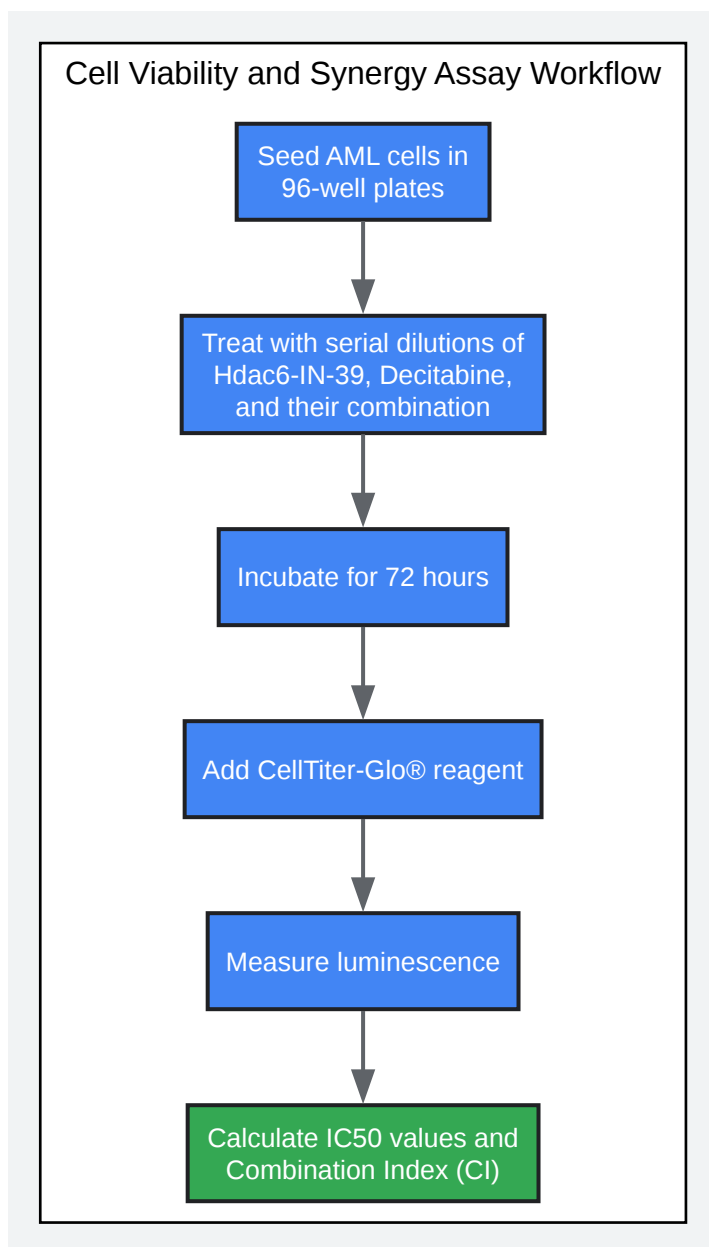 Cell Viability and Synergy Assay Workflow
Seed AML cells in
96-well plates
Treat with serial dilutions of
Hdac6-IN-39, Decitabine,
and their combination
Incubate for 72 hours
Add CellTiter-Glo® reagent
Measure luminescence
Calculate IC50 values and
Combination Index (CI)